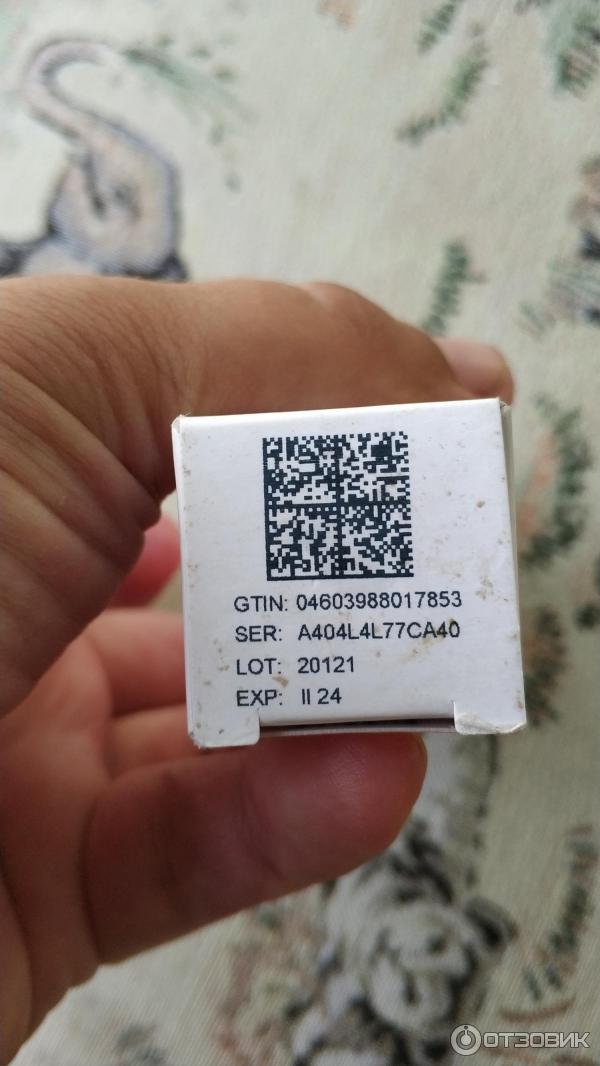 GTIN: 04603988017853
SER: A404L4L77CA40
LOT: 20121
EXP: II 24
ОТЗОВИК